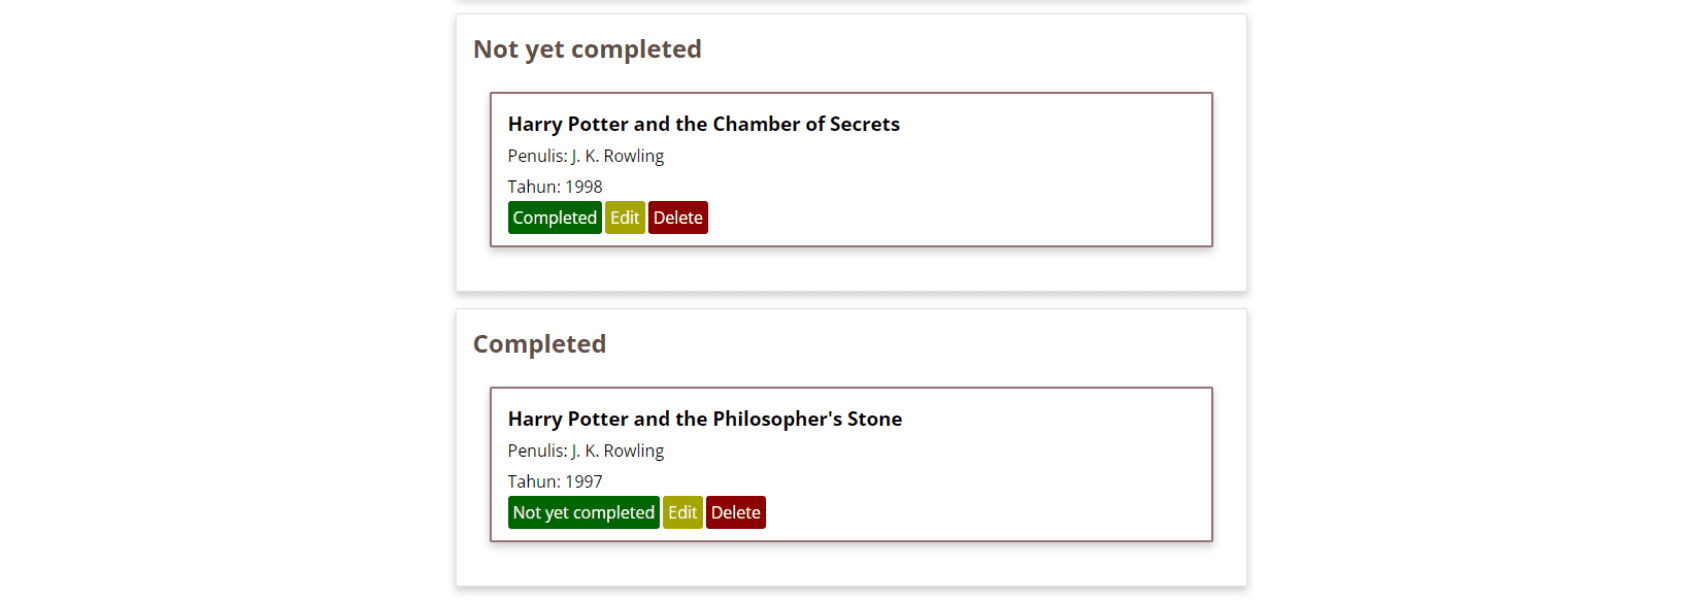 Not yet completed
Harry Potter and the Chamber of Secrets
Penulis: J. K. Rowling
Tahun: 1998
Completed Edit Delete
Completed
Harry Potter and the Philosopher's Stone
Penulis: J. K. Rowling
Tahun: 1997
Not yet completed Edit Delete